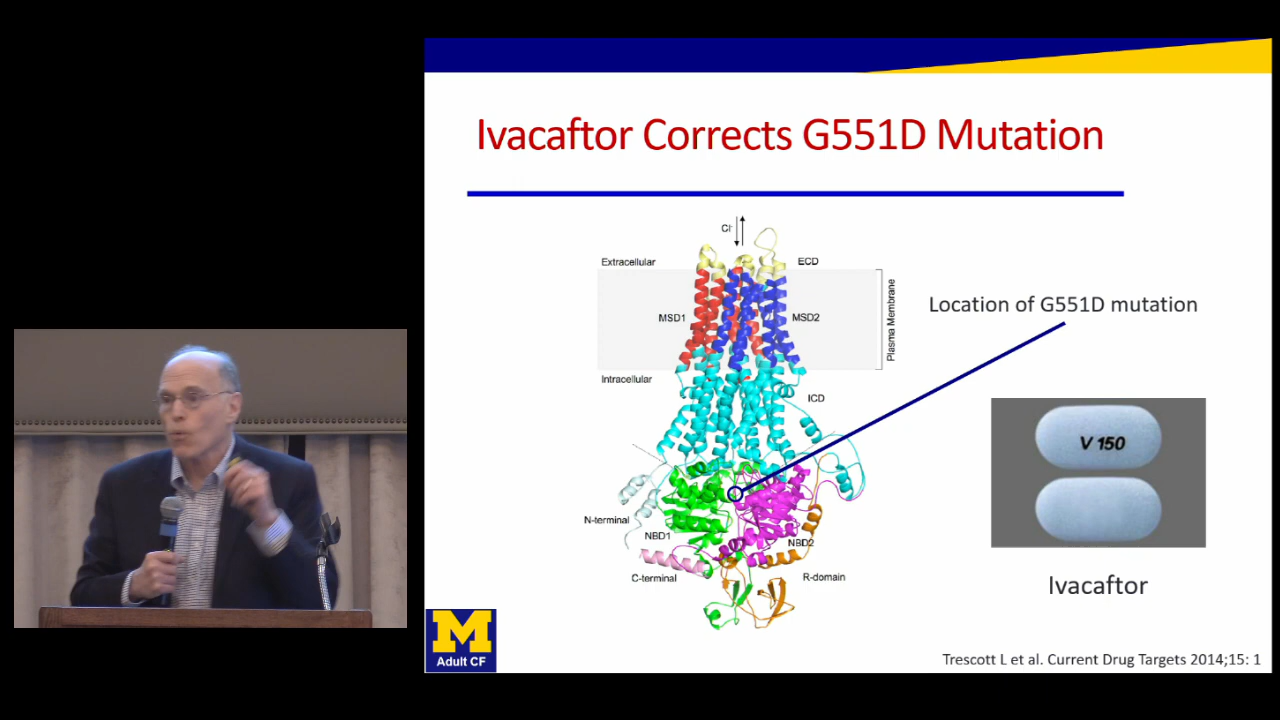 Ivacaftor Corrects G551D Mutation
Cl-
Extracellular
ECD
MSD1
MSD2
Plasma Membrane
Location of G551D mutation
Intracellular
ICD
V 150
N-terminal
NBD1
NBD2
C-terminal
R-domain
Ivacaftor
M
Adult CF
Trescott L et al. Current Drug Targets 2014;15: 1